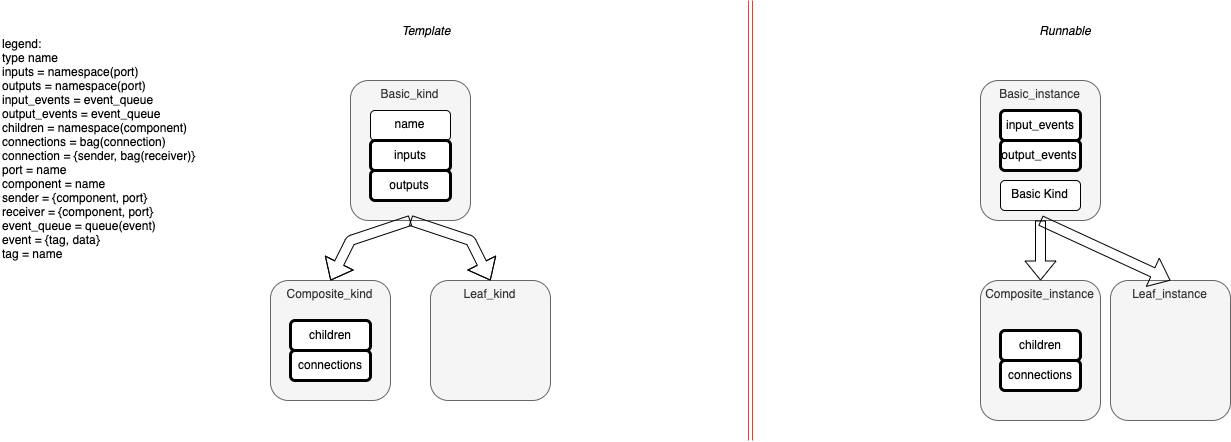 Template
Runnable
legend:
type name
inputs = namespace(port)
outputs = namespace(port)
input_events = event_queue
output_events = event_queue
children = namespace(component)
connections = bag(connection)
connection = {sender, bag(receiver)}
port = name
component = name
sender = {component, port}
receiver = {component, port}
event_queue = queue(event)
event = {tag, data}
tag = name
Basic_kind
name
inputs
outputs
Composite_kind
children
connections
Leaf_kind
Basic_instance
input_events
output_events
Basic Kind
Composite_instance
children
connections
Leaf_instance